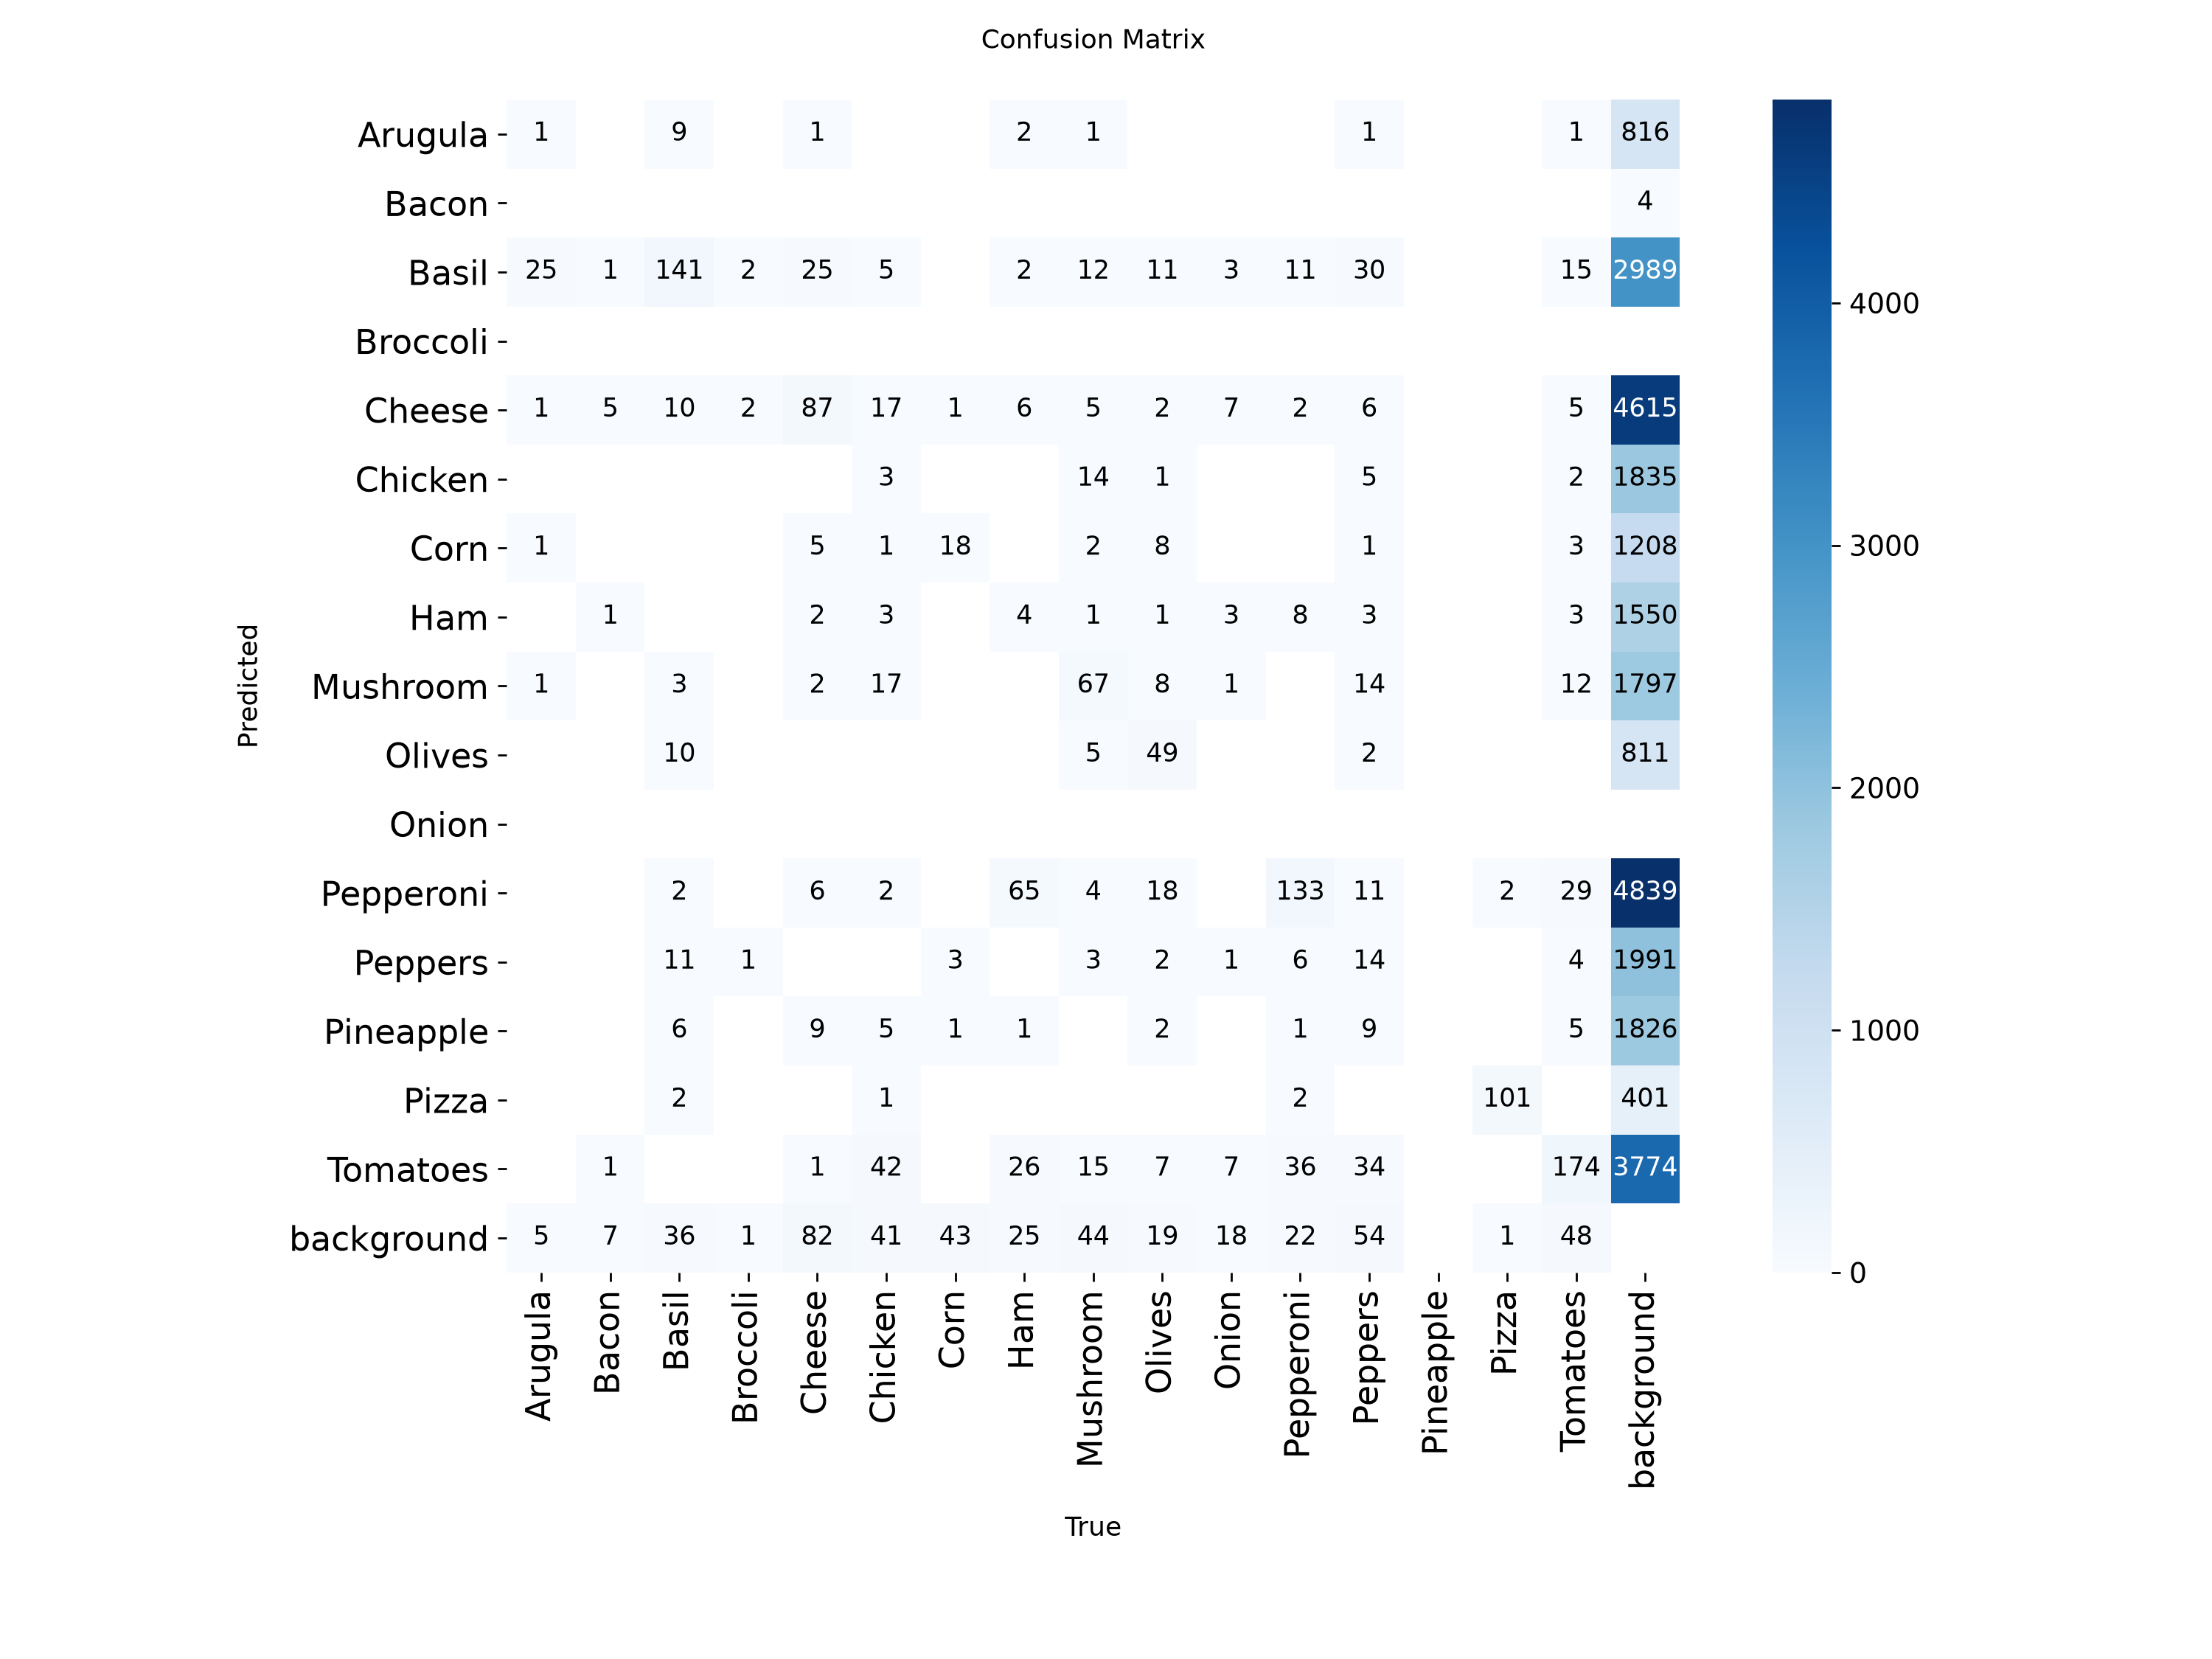 Confusion Matrix
Arugula 1 9 1 2 1 1 1 816
Bacon 4
Basil 25 1 141 2 25 5 2 12 11 3 11 30 15 2989
Broccoli
Cheese 1 5 10 2 87 17 1 6 5 2 7 2 6 5 4615
Chicken 3 14 1 5 2 1835
Corn 1 5 1 18 2 8 1 3 1208
Ham 1 2 3 4 1 1 3 8 3 3 1550
Mushroom 1 3 2 17 67 8 1 14 12 1797
Olives 10 5 49 2 811
Onion
Pepperoni 2 6 2 65 4 18 133 11 2 29 4839
Peppers 11 1 3 3 2 1 6 14 4 1991
Pineapple 6 9 5 1 1 2 1 9 5 1826
Pizza 2 1 2 101 401
Tomatoes 1 1 42 26 15 7 7 36 34 174 3774
background 5 7 36 1 82 41 43 25 44 19 18 22 54 1 48
Arugula Bacon Basil Broccoli Cheese Chicken Corn Ham Mushroom Olives Onion Pepperoni Peppers Pineapple Pizza Tomatoes background
True
Predicted
4000
3000
2000
1000
0